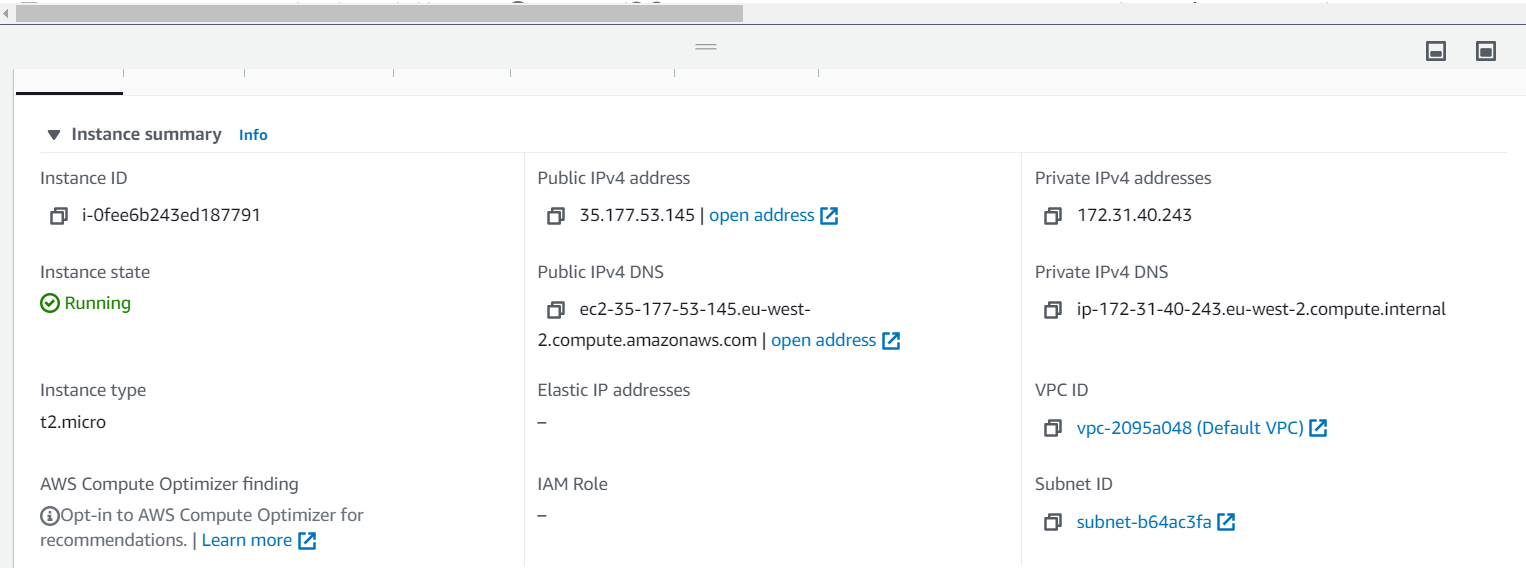 Instance summary Info
Instance ID
i-0fee6b243ed187791
Public IPv4 address
35.177.53.145 | open address
Private IPv4 addresses
172.31.40.243
Instance state
Running
Public IPv4 DNS
ec2-35-177-53-145.eu-west-
2.compute.amazonaws.com | open address
Private IPv4 DNS
ip-172-31-40-243.eu-west-2.compute.internal
Instance type
t2.micro
Elastic IP addresses
–
VPC ID
vpc-2095a048 (Default VPC)
AWS Compute Optimizer finding
Opt-in to AWS Compute Optimizer for
recommendations. | Learn more
IAM Role
–
Subnet ID
subnet-b64ac3fa